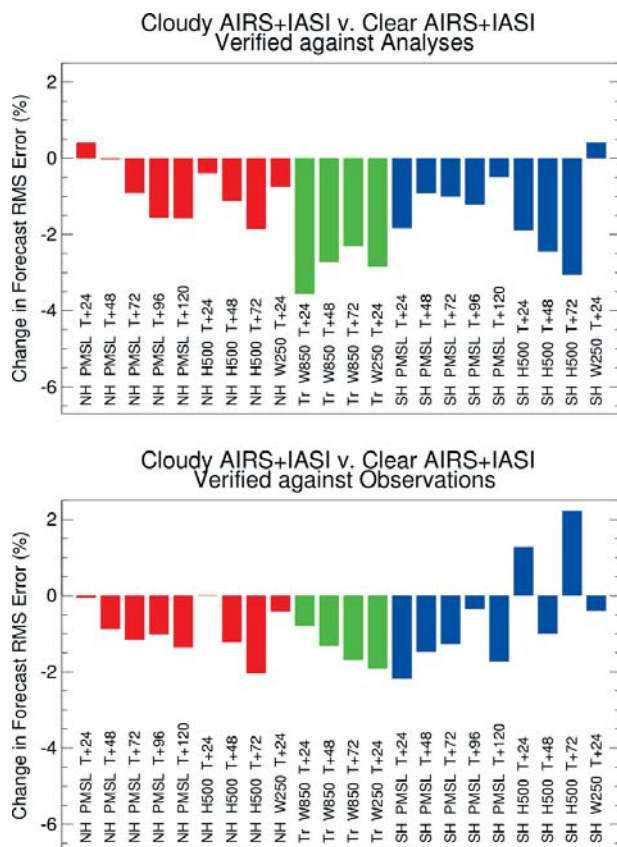 Cloudy AIRS+IASI v. Clear AIRS+IASI
Verified against Analyses
Change in Forecast RMS Error (%)
2
0
-2
-4
-6
NH PMSL T+24
NH PMSL T+48
NH PMSL T+72
NH PMSL T+96
NH PMSL T+120
NH H500 T+24
NH H500 T+48
NH H500 T+72
NH W250 T+24
Tr W850 T+24
Tr W850 T+48
Tr W850 T+72
Tr W250 T+24
SH PMSL T+24
SH PMSL T+48
SH PMSL T+72
SH PMSL T+96
SH PMSL T+120
SH H500 T+24
SH H500 T+48
SH H500 T+72
SH W250 T+24
Cloudy AIRS+IASI v. Clear AIRS+IASI
Verified against Observations
Change in Forecast RMS Error (%)
2
0
-2
-4
-6
NH PMSL T+24
NH PMSL T+48
NH PMSL T+72
NH PMSL T+96
NH PMSL T+120
NH H500 T+24
NH H500 T+48
NH H500 T+72
NH W250 T+24
Tr W850 T+24
Tr W850 T+48
Tr W850 T+72
Tr W250 T+24
SH PMSL T+24
SH PMSL T+48
SH PMSL T+72
SH PMSL T+96
SH PMSL T+120
SH H500 T+24
SH H500 T+48
SH H500 T+72
SH W250 T+24